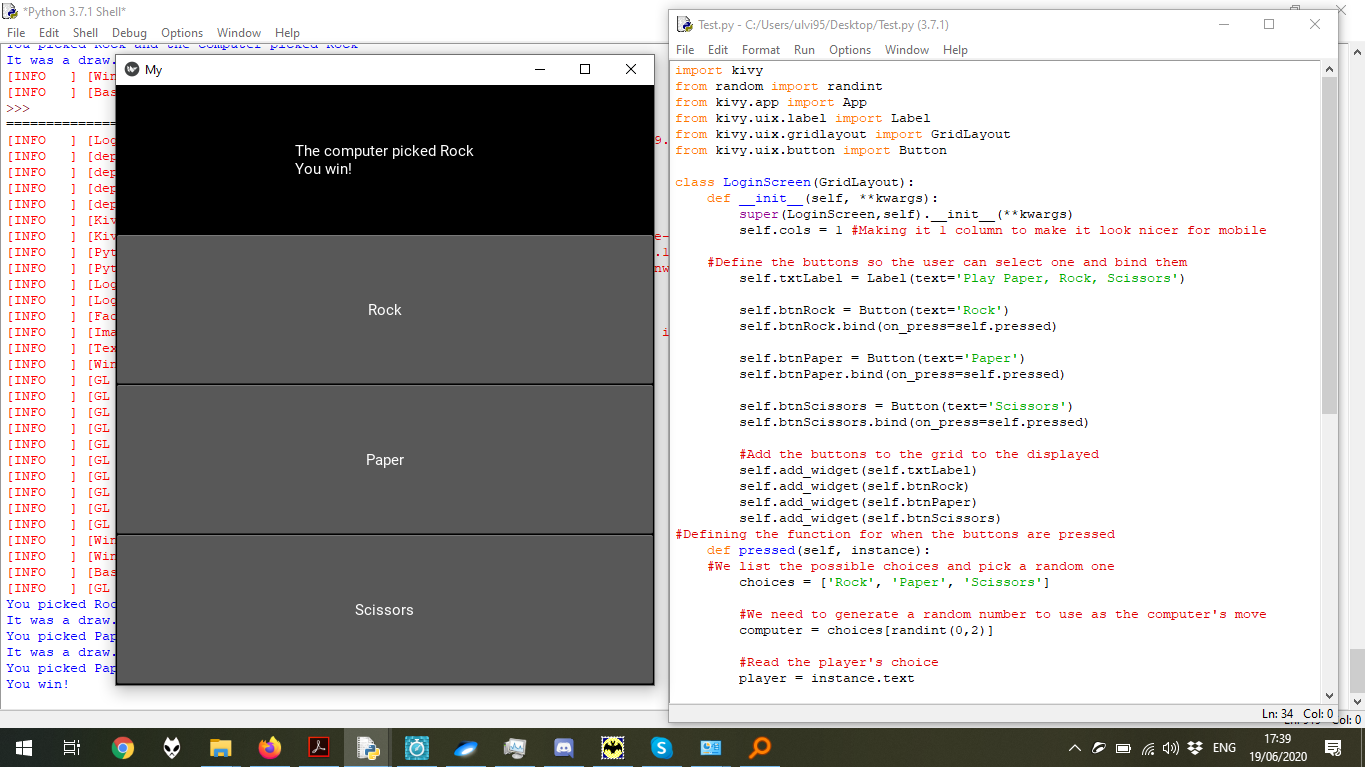 *Python 3.7.1 Shell*
File Edit Shell Debug Options Window Help
You picked Rock and the computer picked Rock
It was a draw.
[INFO   ] [Win
[INFO   ] [Bas
>>>
[INFO   ] [Log
[INFO   ] [dep
[INFO   ] [dep
[INFO   ] [dep
[INFO   ] [dep
[INFO   ] [Kiv
[INFO   ] [Kiv
[INFO   ] [Pyt
[INFO   ] [Pyt
[INFO   ] [Log
[INFO   ] [Log
[INFO   ] [Fac
[INFO   ] [Ima
[INFO   ] [Tex
[INFO   ] [Win
[INFO   ] [GL
[INFO   ] [GL
[INFO   ] [GL
[INFO   ] [GL
[INFO   ] [GL
[INFO   ] [GL
[INFO   ] [GL
[INFO   ] [GL
[INFO   ] [GL
[INFO   ] [GL
[INFO   ] [Win
[INFO   ] [Win
[INFO   ] [Bas
[INFO   ] [GL
You picked Roc
It was a draw.
You picked Pap
It was a draw.
You picked Pap
You win!
My
The computer picked Rock
You win!
Rock
Paper
Scissors
Test.py - C:/Users/ulvi95/Desktop/Test.py (3.7.1)
File Edit Format Run Options Window Help
import kivy
from random import randint
from kivy.app import App
from kivy.uix.label import Label
from kivy.uix.gridlayout import GridLayout
from kivy.uix.button import Button
class LoginScreen(GridLayout):
    def __init__(self, **kwargs):
        super(LoginScreen,self).__init__(**kwargs)
        self.cols = 1 #Making it 1 column to make it look nicer for mobile
    #Define the buttons so the user can select one and bind them
        self.txtLabel = Label(text='Play Paper, Rock, Scissors')
        self.btnRock = Button(text='Rock')
        self.btnRock.bind(on_press=self.pressed)
        self.btnPaper = Button(text='Paper')
        self.btnPaper.bind(on_press=self.pressed)
        self.btnScissors = Button(text='Scissors')
        self.btnScissors.bind(on_press=self.pressed)
        #Add the buttons to the grid to the displayed
        self.add_widget(self.txtLabel)
        self.add_widget(self.btnRock)
        self.add_widget(self.btnPaper)
        self.add_widget(self.btnScissors)
#Defining the function for when the buttons are pressed
    def pressed(self, instance):
    #We list the possible choices and pick a random one
        choices = ['Rock', 'Paper', 'Scissors']
        #We need to generate a random number to use as the computer's move
        computer = choices[randint(0,2)]
        #Read the player's choice
        player = instance.text
Ln: 34 Col: 0
Col: 0
ENG
17:39
19/06/2020